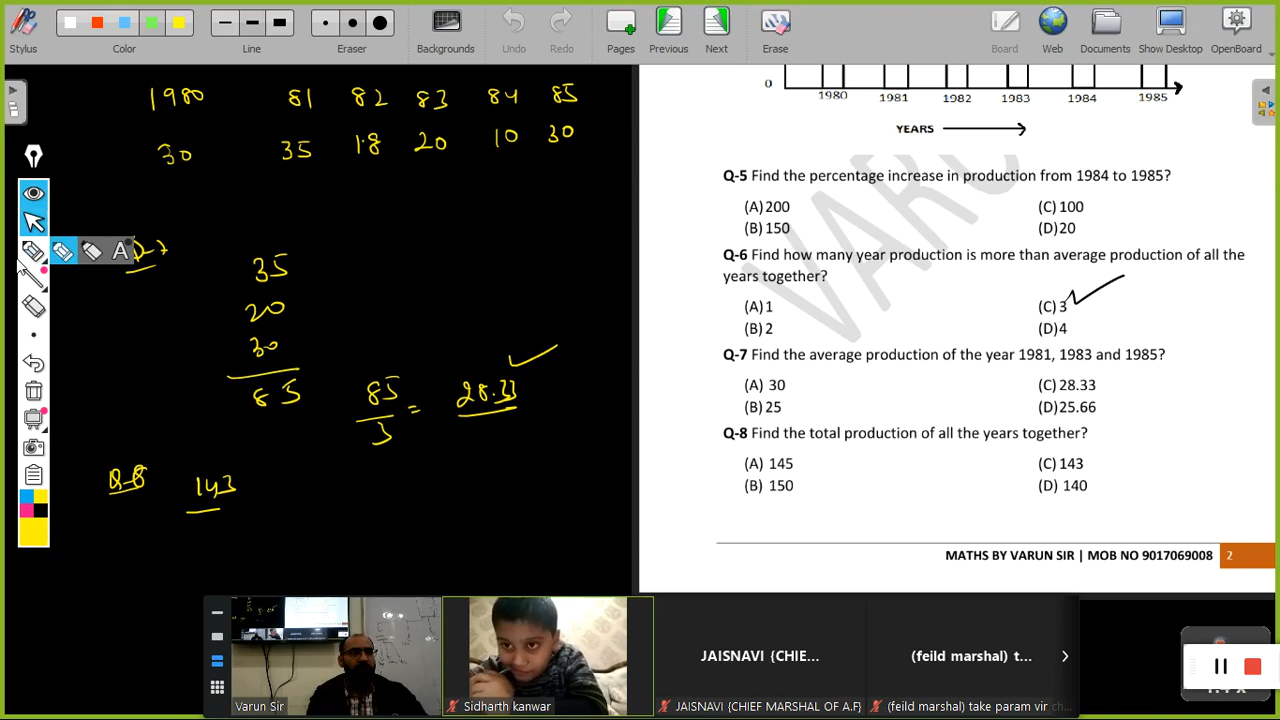 Stylus Color Line Eraser Backgrounds Undo Redo Pages Previous Next Erase Board Web Documents Show Desktop OpenBoard
1980 81 82 83 84 85
30 35 18 20 10 30
A
35
20
30
85
85/3 = 28.33
Q-8 143
0
1980 1981 1982 1983 1984 1985
YEARS
VARU
Q-5 Find the percentage increase in production from 1984 to 1985?
(A) 200 (C) 100
(B) 150 (D) 20
Q-6 Find how many year production is more than average production of all the
years together?
(A) 1 (C) 3
(B) 2 (D) 4
Q-7 Find the average production of the year 1981, 1983 and 1985?
(A) 30 (C) 28.33
(B) 25 (D) 25.66
Q-8 Find the total production of all the years together?
(A) 145 (C) 143
(B) 150 (D) 140
MATHS BY VARUN SIR | MOB NO 9017069008 2
JAISNAVI {CHIE... (feild marshal) t...
Varun Sir Sidharth kanwar JAISNAVI {CHIEF MARSHAL OF A.F} (feild marshal) take param vir ch